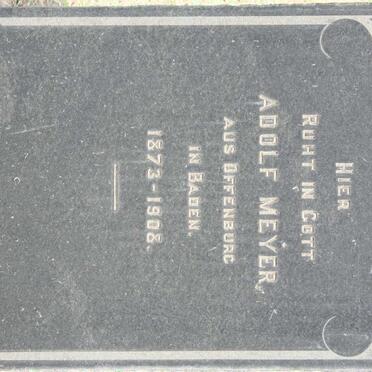 HIER
RUHT IN GOTT
ADOLF MEYER,
AUS OFFENBURG
IN BADEN.
1873-1908.